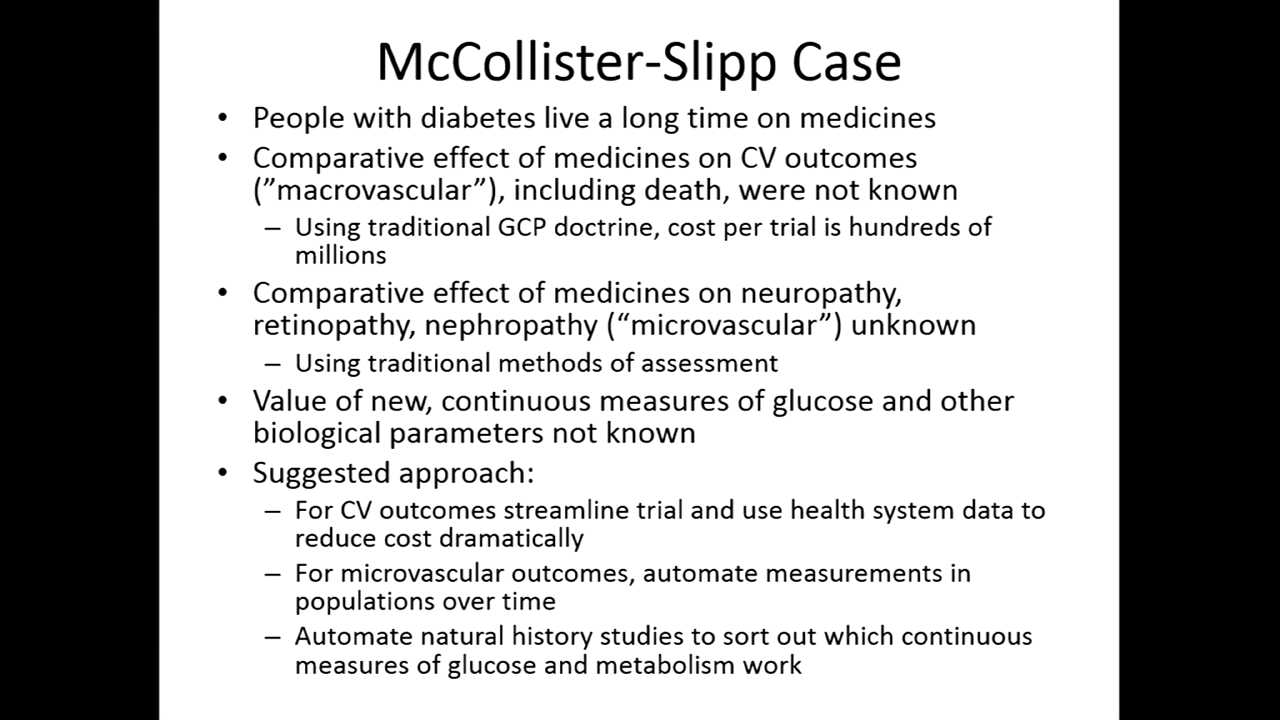 McCollister-Slipp Case
• People with diabetes live a long time on medicines
• Comparative effect of medicines on CV outcomes
(”macrovascular”), including death, were not known
– Using traditional GCP doctrine, cost per trial is hundreds of
millions
• Comparative effect of medicines on neuropathy,
retinopathy, nephropathy (“microvascular”) unknown
– Using traditional methods of assessment
• Value of new, continuous measures of glucose and other
biological parameters not known
• Suggested approach:
– For CV outcomes streamline trial and use health system data to
reduce cost dramatically
– For microvascular outcomes, automate measurements in
populations over time
– Automate natural history studies to sort out which continuous
measures of glucose and metabolism work